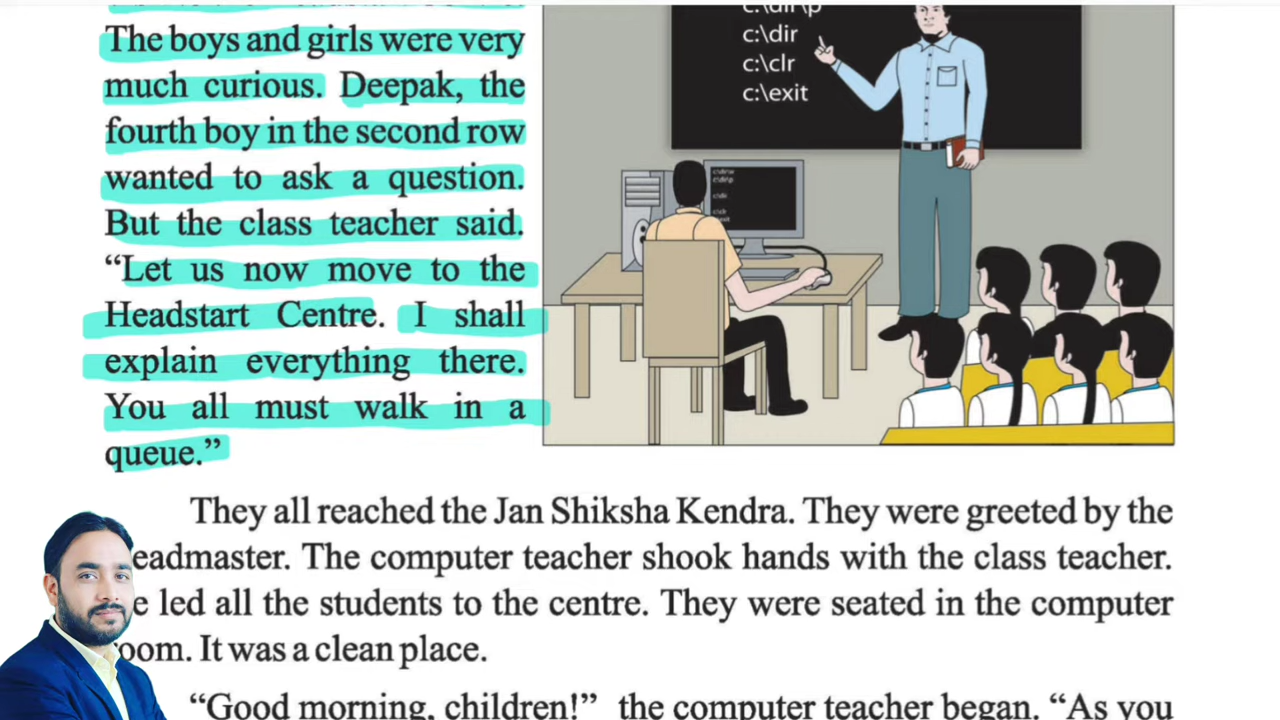 The boys and girls were very
much curious. Deepak, the
fourth boy in the second row
wanted to ask a question.
But the class teacher said.
“Let us now move to the
Headstart Centre. I shall
explain everything there.
You all must walk in a
queue.”
c:\dir\p
c:\dir
c:\clr
c:\exit
They all reached the Jan Shiksha Kendra. They were greeted by the
eadmaster. The computer teacher shook hands with the class teacher.
e led all the students to the centre. They were seated in the computer
room. It was a clean place.
“Good morning, children!” the computer teacher began. “As you